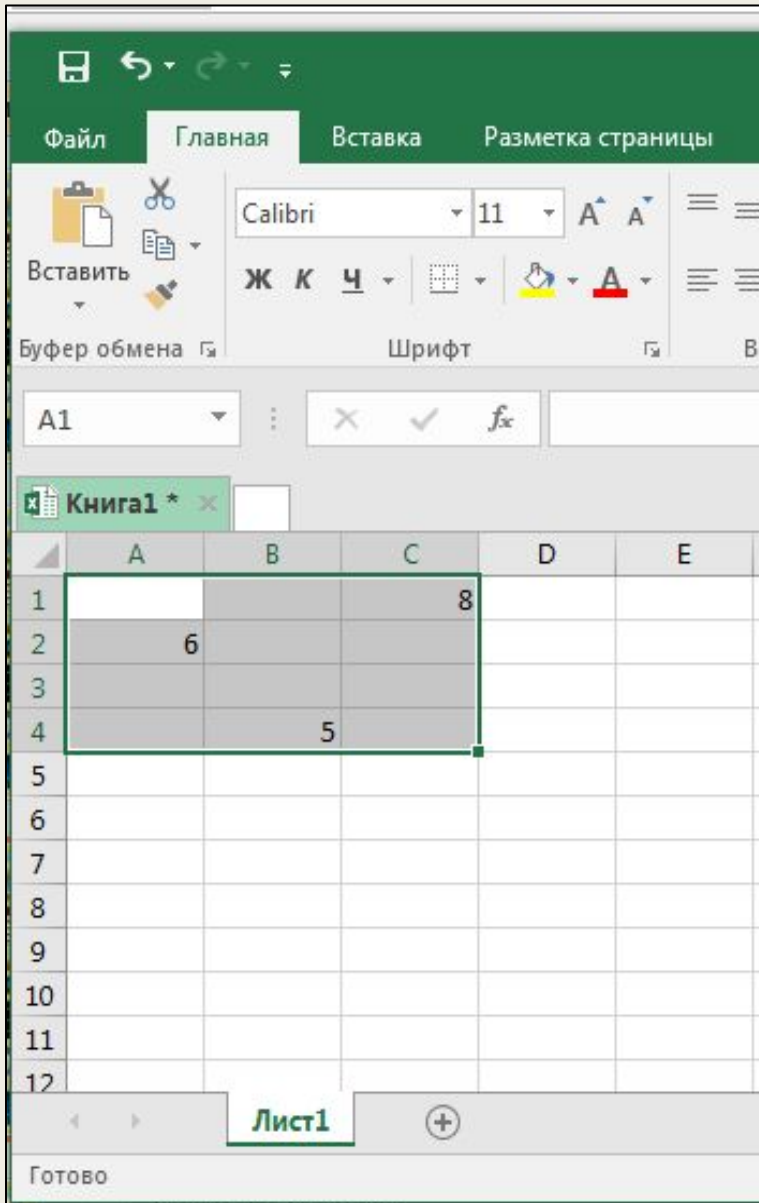 Файл Главная Вставка Разметка страницы
Calibri 11 A A
Вставить
Ж К Ч A
Буфер обмена Шрифт В
A1 fx
Книга1 *
A B C D E
1 8
2 6
3
4 5
5
6
7
8
9
10
11
12
Лист1
Готово